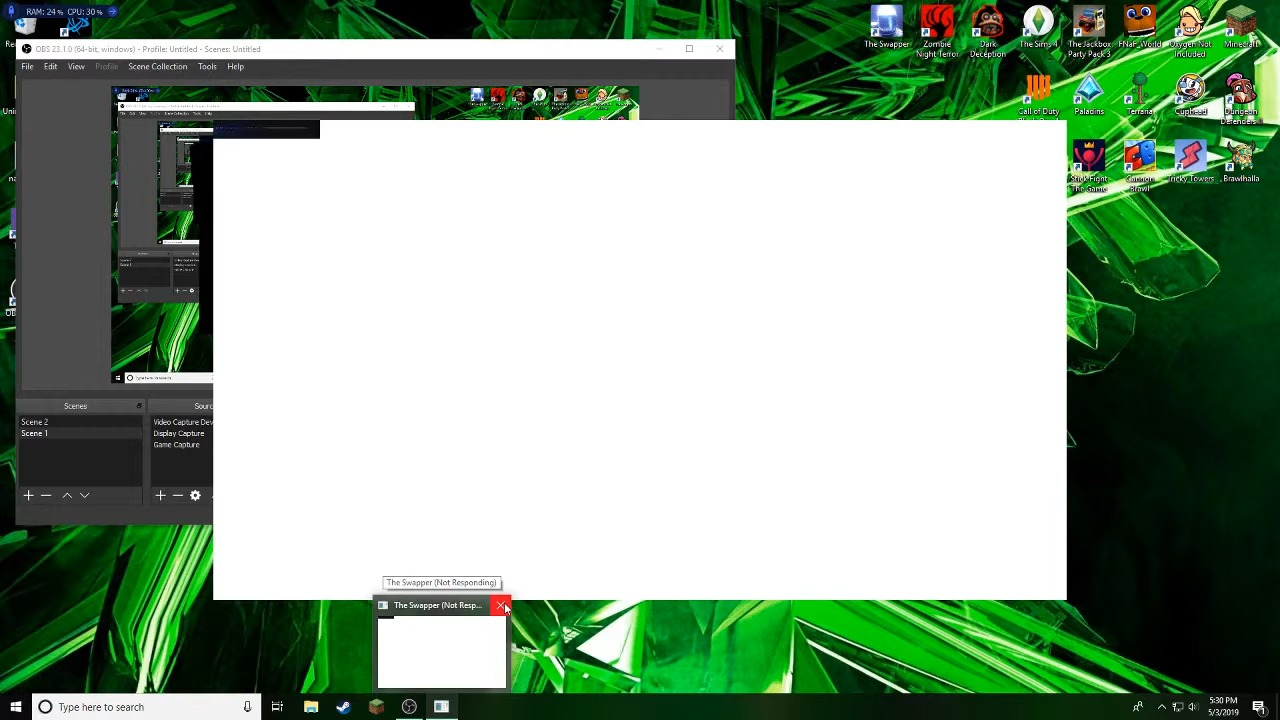 RAM: 24 % CPU: 30 %
OBS 23.1.0 (64-bit, windows) - Profile: Untitled - Scenes: Untitled
File Edit View Profile Scene Collection Tools Help
The Swapper
Zombie Night Terror
Dark Deception
The Sims 4
The Jackbox Party Pack 3
FNaF_World
Oxygen Not Included
Minecraft
Call of Duty
Paladins
Terraria
Cuphead
Dungeon Defenders
Stick Fight The Game
Cannon Brawl
Tricky Towers
Brawlhalla
Scenes
Scene 2
Scene 1
Sourc
Video Capture Dev
Display Capture
Game Capture
The Swapper (Not Responding)
The Swapper (Not Resp...
Type here to search
5:30 PM
5/3/2019